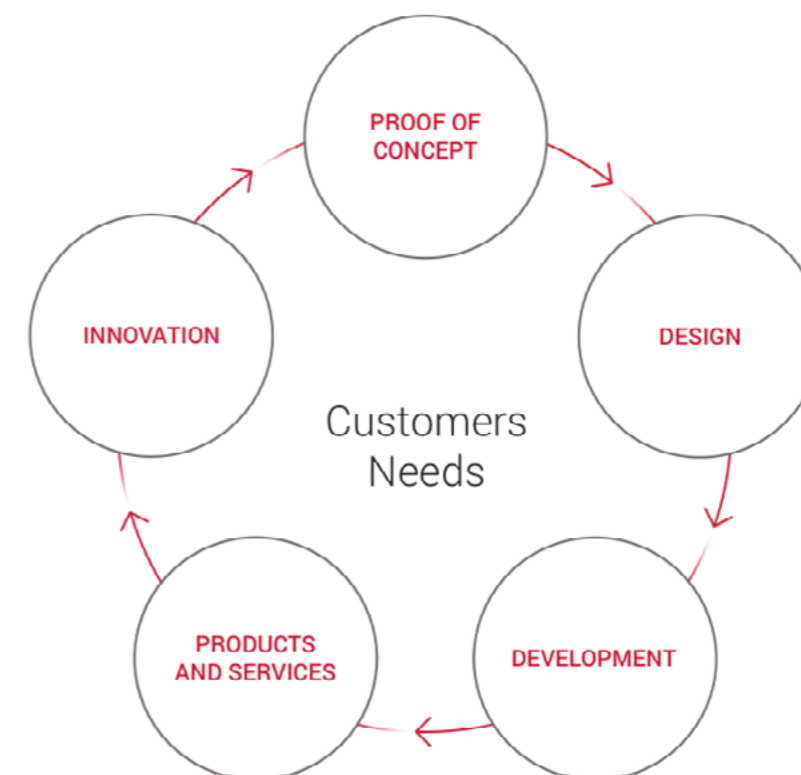 PROOF OF
CONCEPT
INNOVATION
DESIGN
Customers
Needs
PRODUCTS
AND SERVICES
DEVELOPMENT